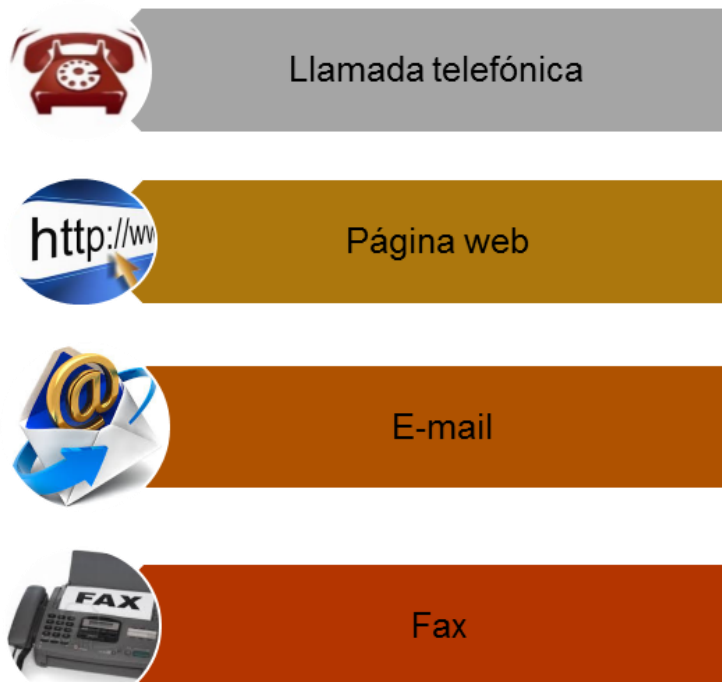 Llamada telefónica
http://ww
Página web
@
E-mail
FAX
Fax